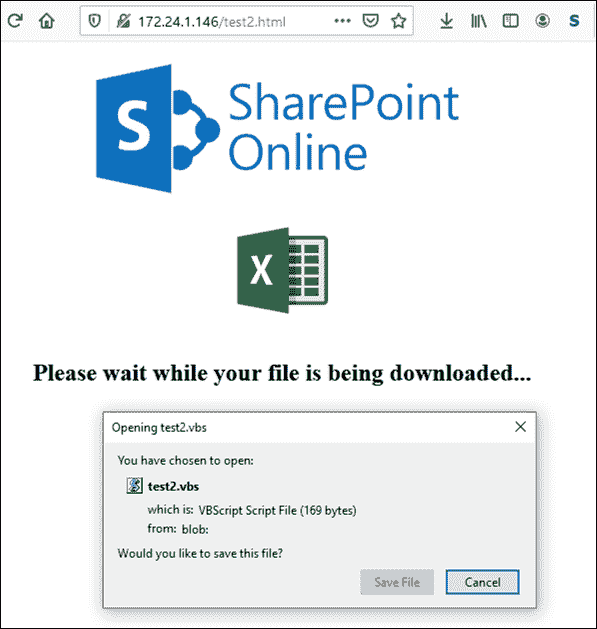 172.24.1.146/test2.html
S
S
SharePoint
Online
X
Please wait while your file is being downloaded...
Opening test2.vbs
You have chosen to open:
test2.vbs
which is: VBScript Script File (169 bytes)
from: blob:
Would you like to save this file?
Save File
Cancel